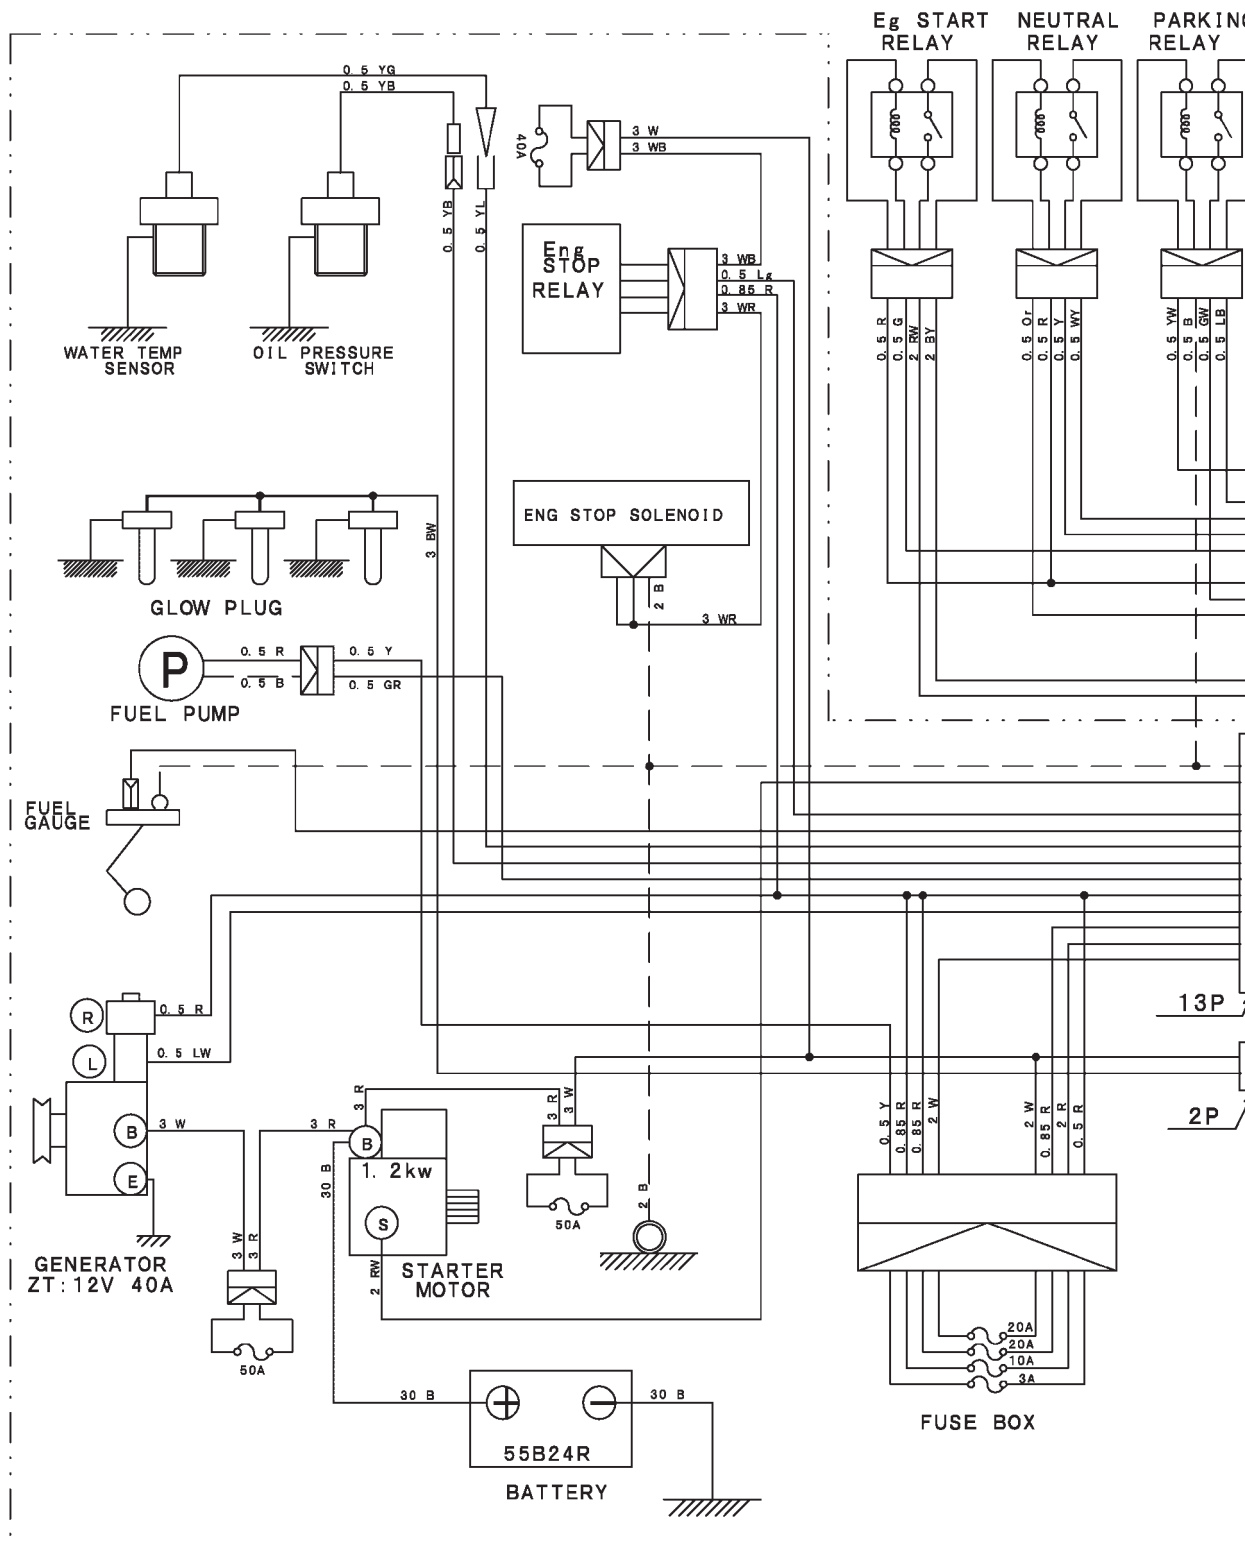 Eg START
RELAY
NEUTRAL
RELAY
RELAY
0.5 YG
0.5 YB
40A
3 W
3 WB
0.5 YB
0.5 YL
Eng
STOP
RELAY
3 WB
0.5 Lg
0.85 R
3 WR
WATER TEMP
SENSOR
OIL PRESSURE
SWITCH
0.5 R
0.5 G
2 RW
2 BY
0.5 Or
0.5 R
0.5 Y
0.5 WY
0.5 YW
0.5 B
0.5 GW
0.5 LB
ENG STOP SOLENOID
3 BW
2 B
3 WR
GLOW PLUG
P
0.5 R
0.5 B
0.5 Y
0.5 GR
FUEL PUMP
FUEL
GAUGE
R
0.5 R
L
0.5 LW
B
3 W
E
GENERATOR
ZT:12V 40A
3 W
3 R
50A
3 R
3 R
B
30 B
1.2kw
S
2 RW
STARTER
MOTOR
3 R
3 W
50A
2 B
13P
2P
0.5 Y
0.85 R
0.85 R
2 W
2 W
0.85 R
2 R
0.5 R
20A
20A
10A
3A
FUSE BOX
30 B
30 B
55B24R
BATTERY